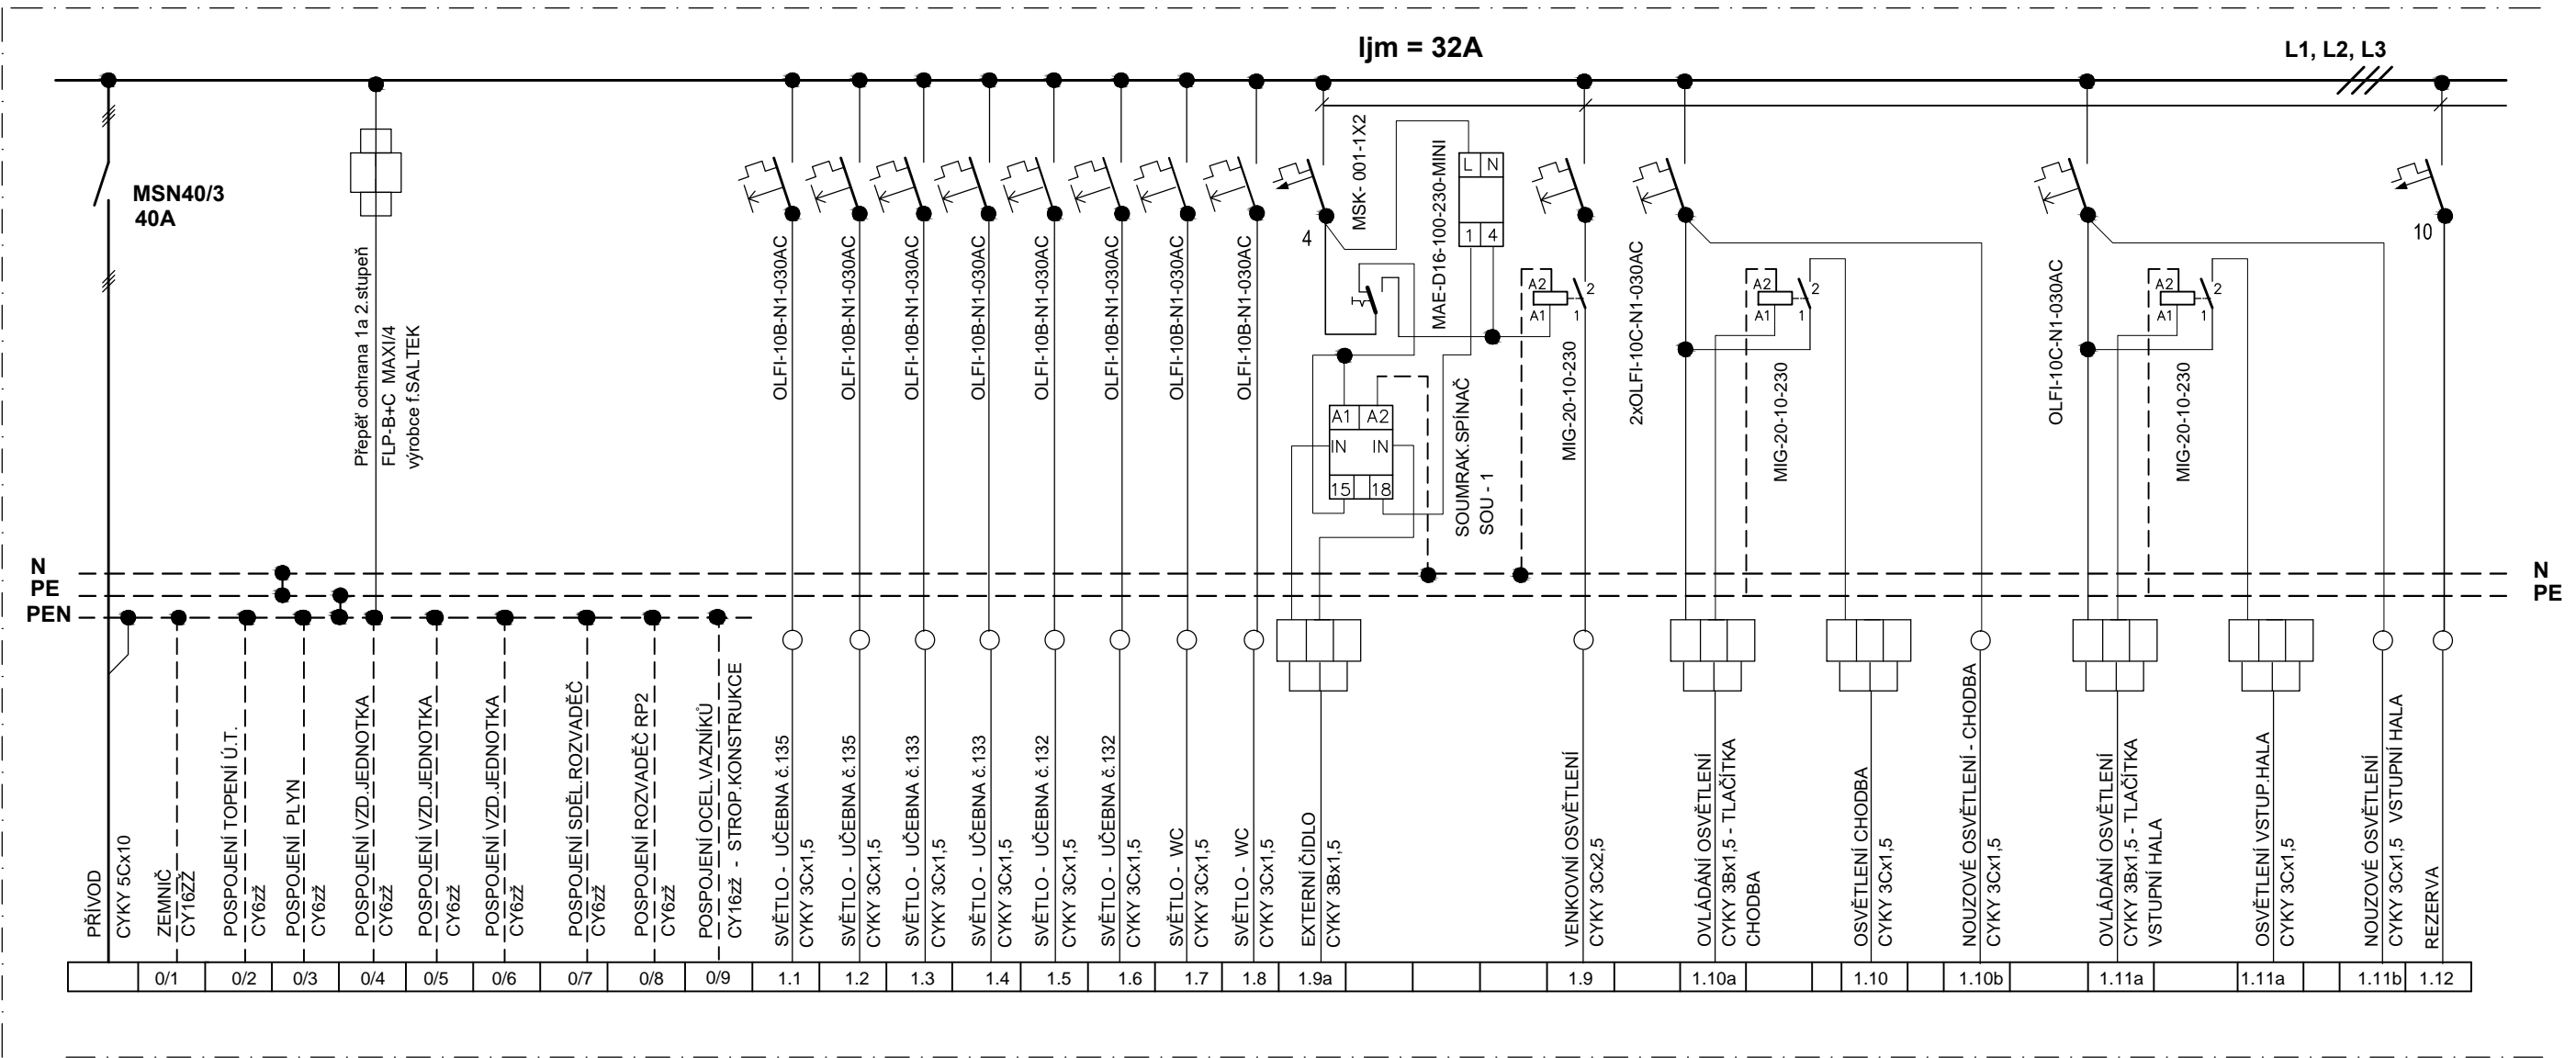 Ijm = 32A
L1, L2, L3
MSN40/3
40A
Přepěť ochrana 1a 2.stupeň
FLP-B+C MAXI/4
výrobce f.SALTEK
OLFI-10B-N1-030AC
OLFI-10B-N1-030AC
OLFI-10B-N1-030AC
OLFI-10B-N1-030AC
OLFI-10B-N1-030AC
OLFI-10B-N1-030AC
OLFI-10B-N1-030AC
OLFI-10B-N1-030AC
4
MSK- 001-1X2
MAE-D16-100-230-MINI
L N
1 4
A1 A2
IN IN
15 18
SOUMRAK.SPÍNAČ
SOU - 1
A2
A1
2
1
MIG-20-10-230
2xOLFI-10C-N1-030AC
A2
A1
2
1
MIG-20-10-230
OLFI-10C-N1-030AC
A2
A1
2
1
MIG-20-10-230
10
N
PE
PEN
N
PE
PŘÍVOD
CYKY 5Cx10
ZEMNIČ
CY16ZŽ
POSPOJENÍ TOPENÍ Ú.T.
CY6zž
POSPOJENÍ PLYN
CY6zž
POSPOJENÍ VZD.JEDNOTKA
CY6zž
POSPOJENÍ VZD.JEDNOTKA
CY6zž
POSPOJENÍ VZD.JEDNOTKA
CY6zž
POSPOJENÍ SDĚL.ROZVADĚČ
CY6zž
POSPOJENÍ ROZVADĚČ RP2
CY6zž
POSPOJENÍ OCEL.VAZNÍKŮ
CY16zž - STROP.KONSTRUKCE
SVĚTLO - UČEBNA č.135
CYKY 3Cx1,5
SVĚTLO - UČEBNA č.135
CYKY 3Cx1,5
SVĚTLO - UČEBNA č.133
CYKY 3Cx1,5
SVĚTLO - UČEBNA č.133
CYKY 3Cx1,5
SVĚTLO - UČEBNA č.132
CYKY 3Cx1,5
SVĚTLO - UČEBNA č.132
CYKY 3Cx1,5
SVĚTLO - WC
CYKY 3Cx1,5
SVĚTLO - WC
CYKY 3Cx1,5
EXTERNÍ ČIDLO
CYKY 3Bx1,5
VENKOVNÍ OSVĚTLENÍ
CYKY 3Cx2,5
OVLÁDÁNÍ OSVĚTLENÍ
CYKY 3Bx1,5 - TLAČÍTKA
CHODBA
OSVĚTLENÍ CHODBA
CYKY 3Cx1,5
NOUZOVÉ OSVĚTLENÍ - CHODBA
CYKY 3Cx1,5
OVLÁDÁNÍ OSVĚTLENÍ
CYKY 3Bx1,5 - TLAČÍTKA
VSTUPNÍ HALA
OSVĚTLENÍ VSTUP.HALA
CYKY 3Cx1,5
NOUZOVÉ OSVĚTLENÍ
CYKY 3Cx1,5 VSTUPNÍ HALA
REZERVA
0/1 0/2 0/3 0/4 0/5 0/6 0/7 0/8 0/9 1.1 1.2 1.3 1.4 1.5 1.6 1.7 1.8 1.9a 1.9 1.10a 1.10 1.10b 1.11a 1.11a 1.11b 1.12